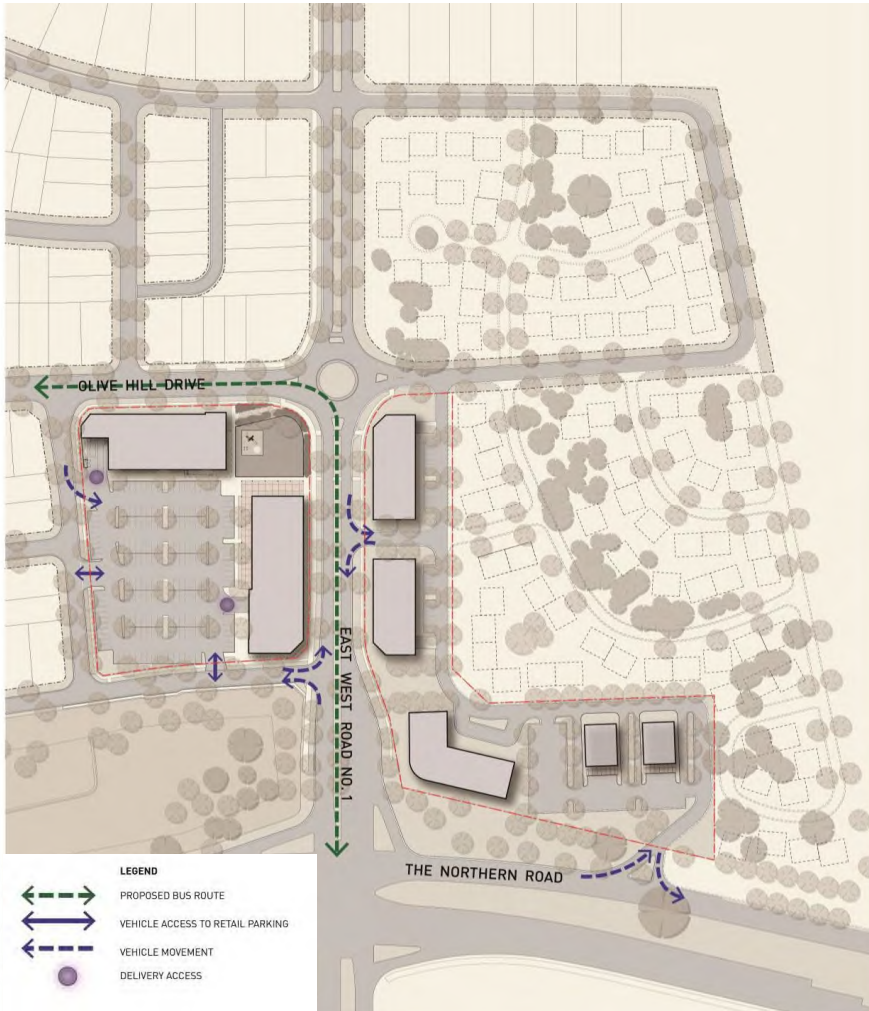 OLIVE HILL DRIVE
EAST WEST ROAD NO. 1
THE NORTHERN ROAD
LEGEND
PROPOSED BUS ROUTE
VEHICLE ACCESS TO RETAIL PARKING
VEHICLE MOVEMENT
DELIVERY ACCESS